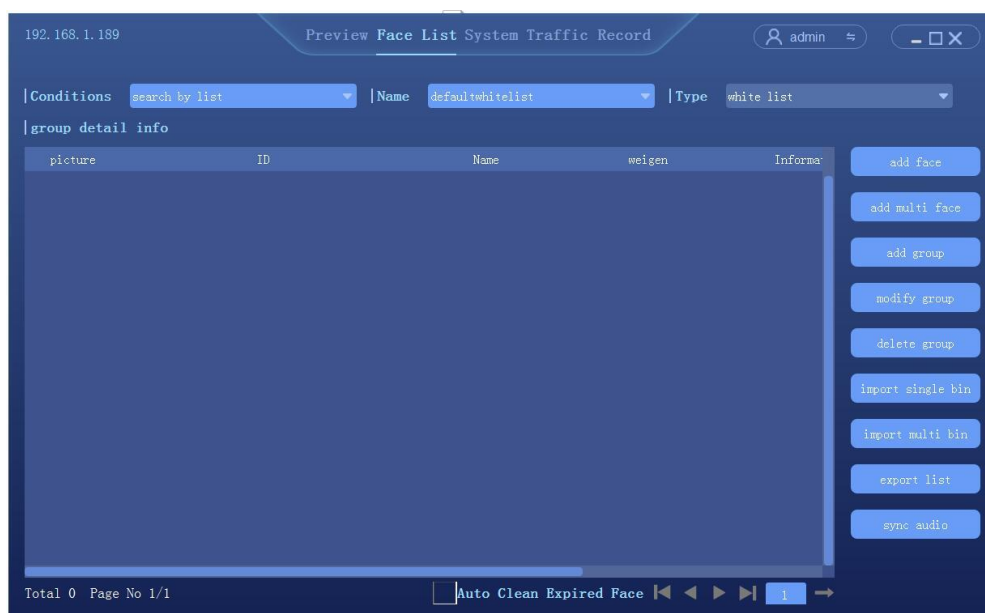 192.168.1.189 Preview Face List System Traffic Record admin
Conditions search by list Name defaultwhitelist Type white list
group detail info
picture ID Name weigen Informa
add face
add multi face
add group
modify group
delete group
import single bin
import multi bin
export list
sync audio
Total 0 Page No 1/1 Auto Clean Expired Face 1